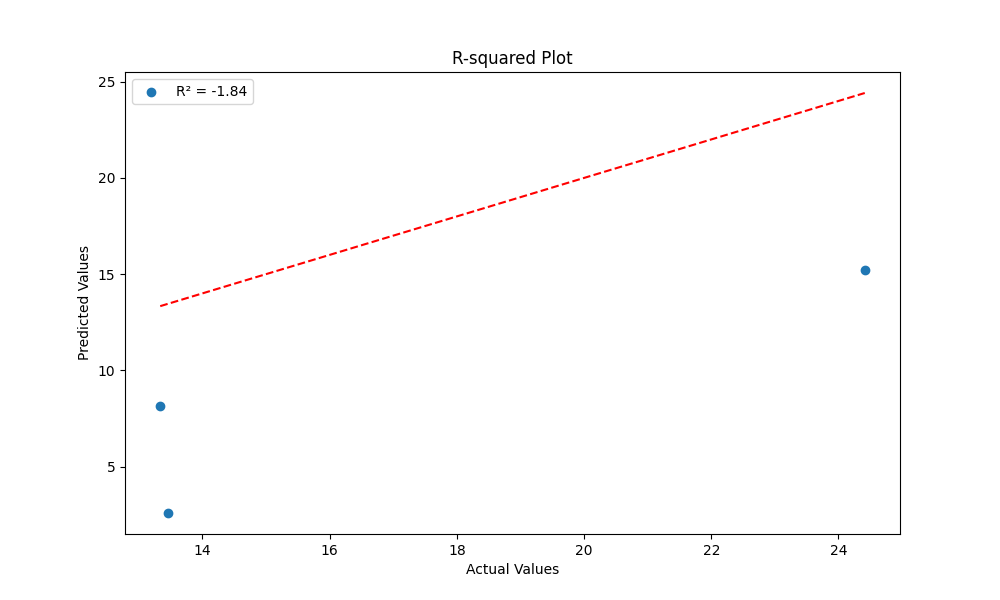 R-squared Plot
R² = -1.84
25
20
15
10
5
Predicted Values
14 16 18 20 22 24
Actual Values